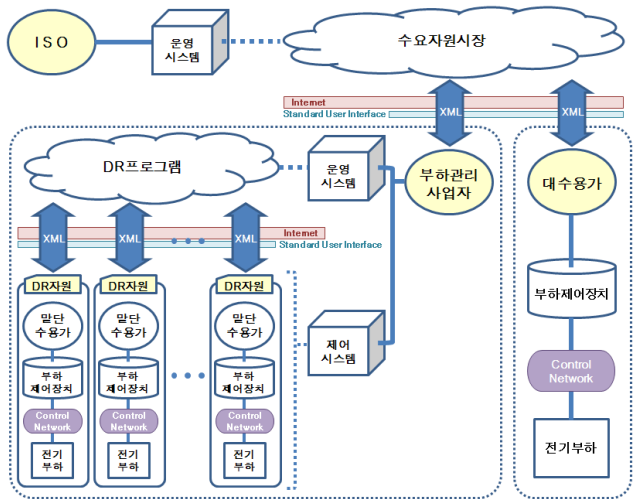 ISO
운영
시스템
수요자원시장
Internet
Standard User Interface
XML
XML
DR프로그램
운영
시스템
부하관리
사업자
대수용가
XML
XML
XML
Internet
Standard User Interface
DR자원
DR자원
DR자원
말단
수용가
말단
수용가
말단
수용가
제어
시스템
부하제어장치
부하
제어장치
부하
제어장치
부하
제어장치
Control
Network
Control
Network
Control
Network
Control
Network
전기
부하
전기
부하
전기
부하
전기부하